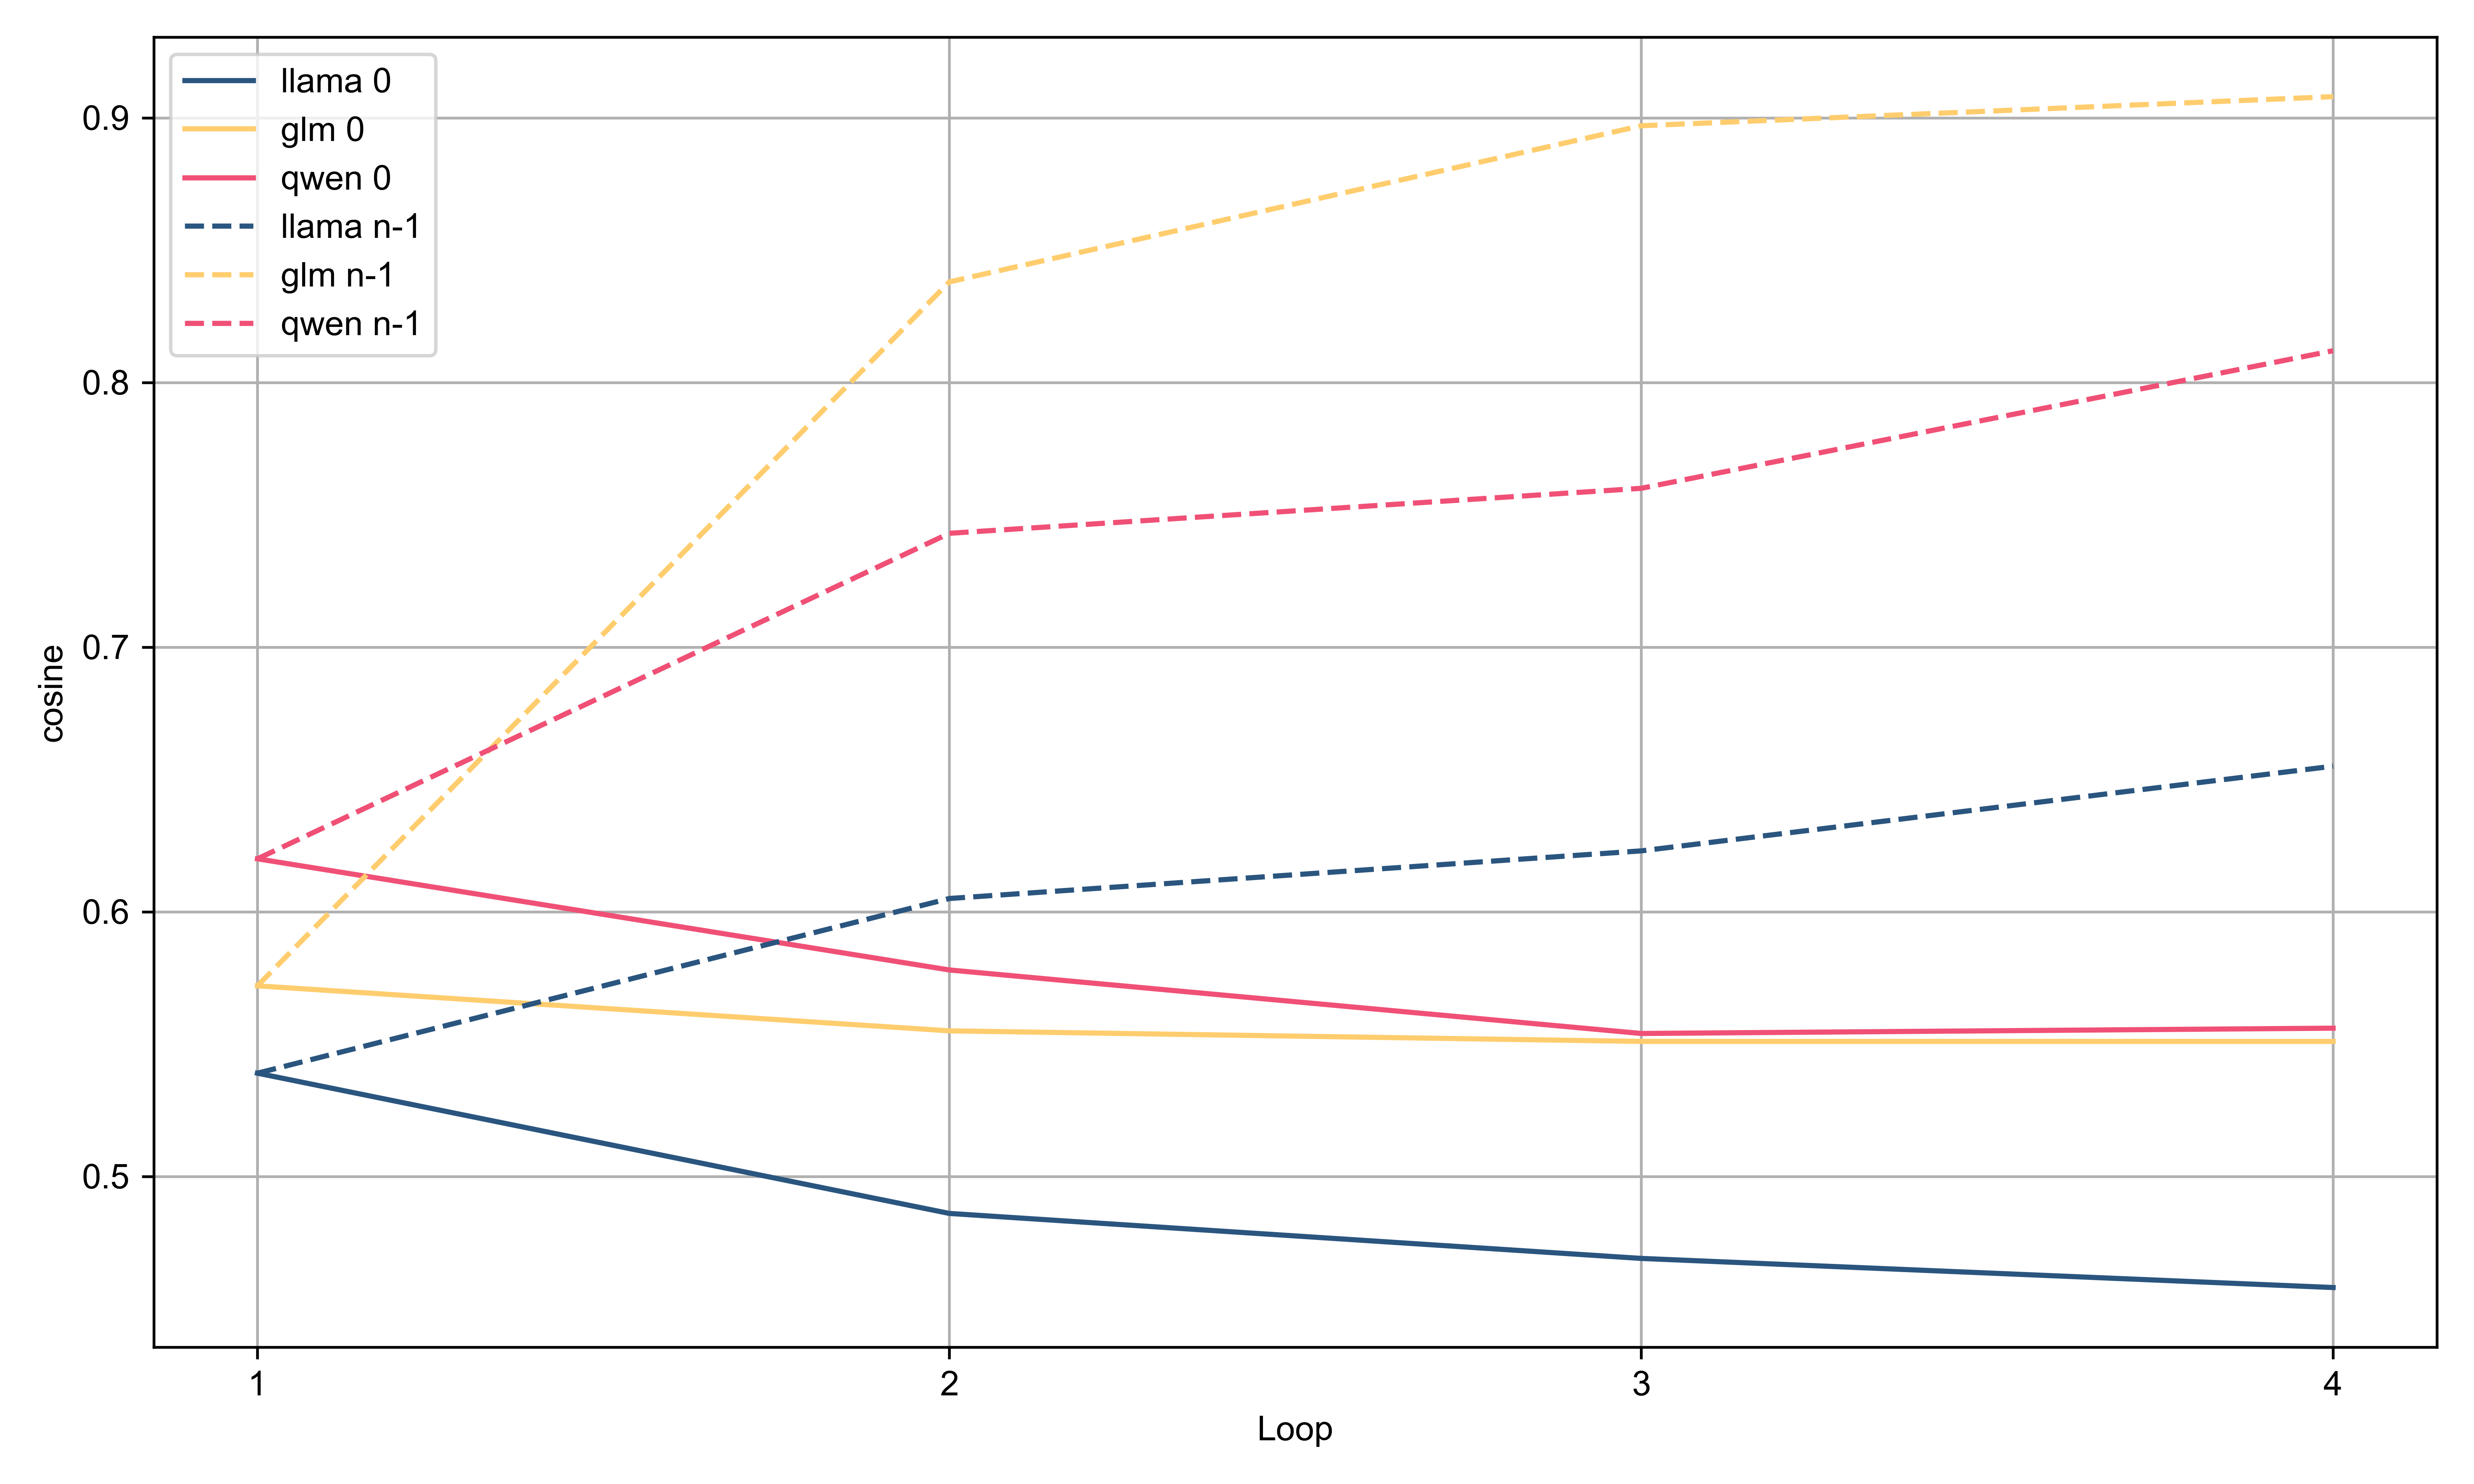 llama 0
glm 0
qwen 0
llama n-1
glm n-1
qwen n-1
0.9
0.8
0.7
0.6
0.5
cosine
1 2 3 4
Loop